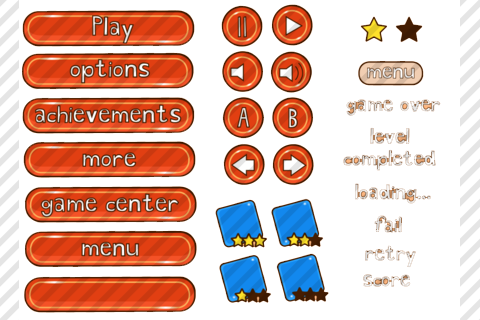 Play
options
achievements
more
game center
menu
A
B
menu
game over
level
completed
loading...
fail
retry
score